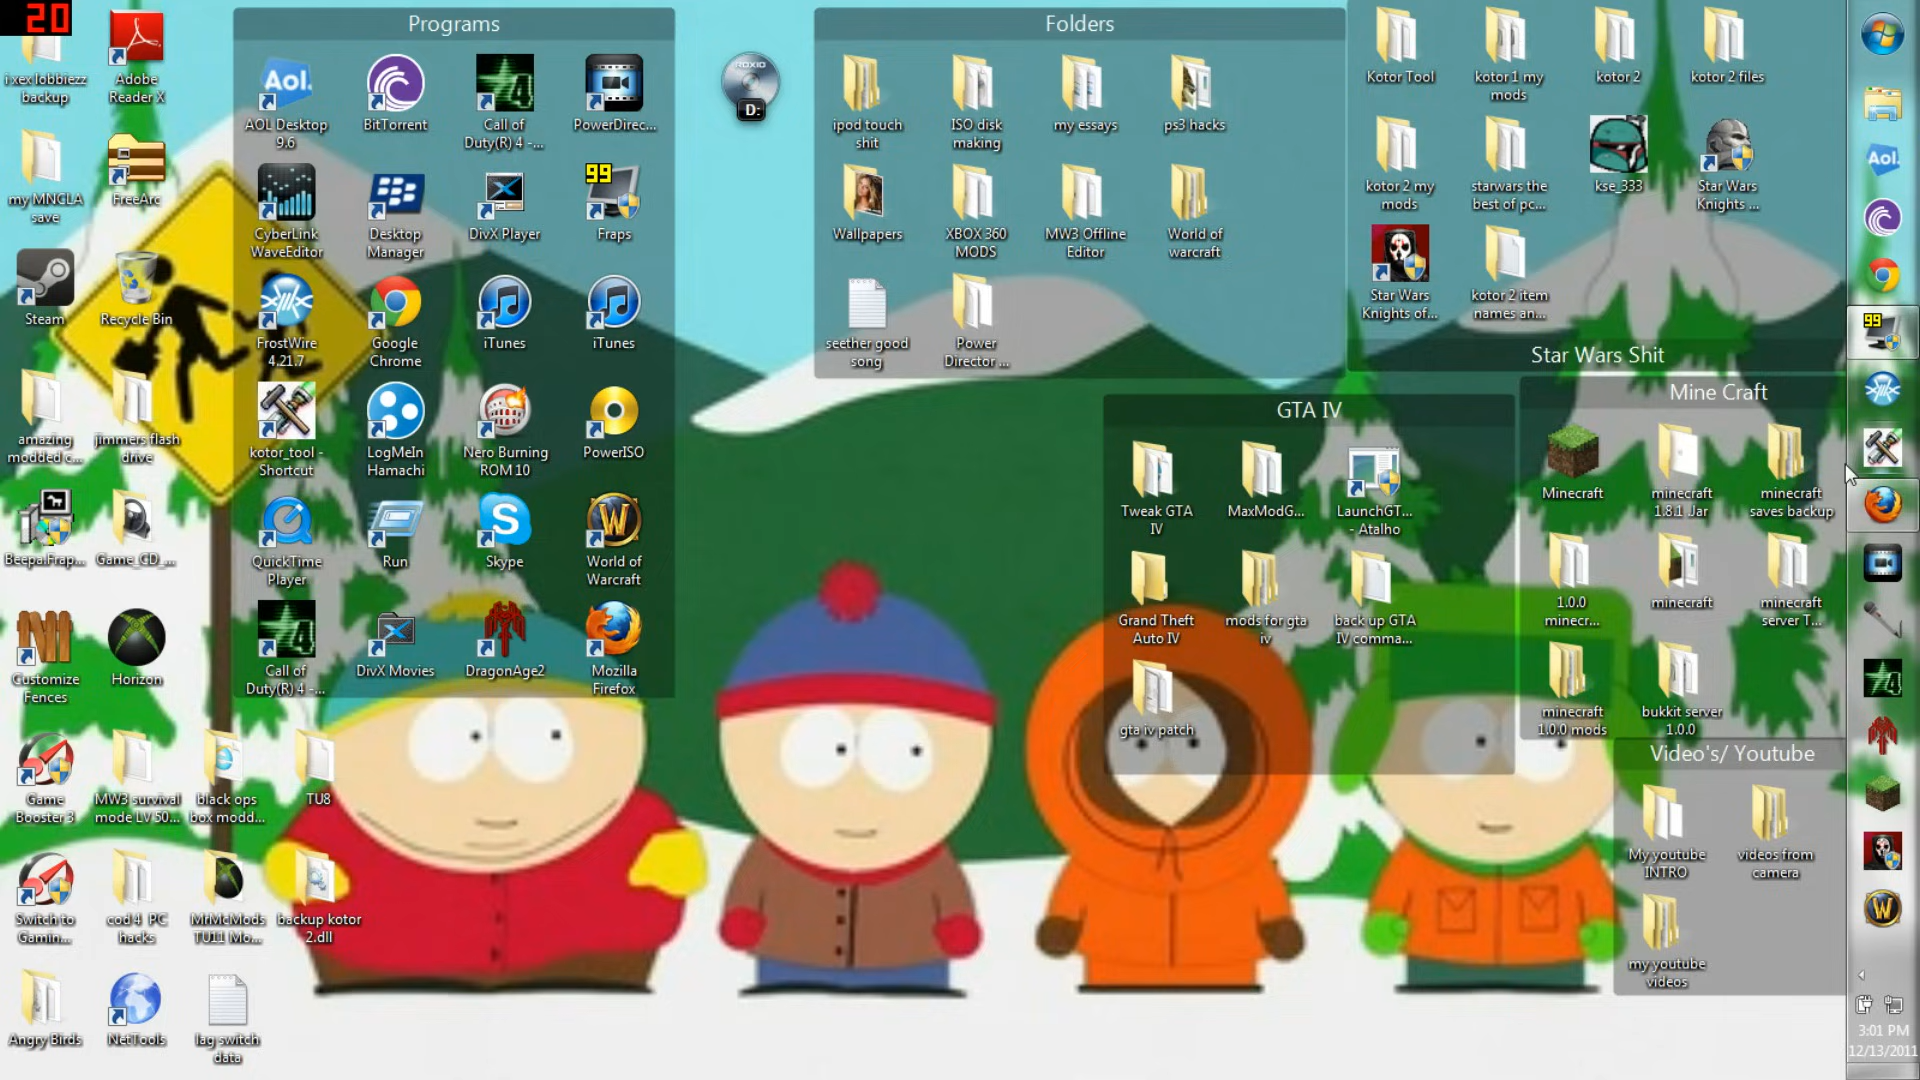 20
i xex lobbiezz
backup
Adobe
Reader X
my MNCLA
save
FreeArc
Steam
Recycle Bin
amazing
modded c...
jimmers flash
drive
BeepaFrap...
Game_CD_...
Customize
Fences
Horizon
Game
Booster 3
MW3 survival
mode LV 50...
black ops
box modd...
TU8
Switch to
Gamin...
cod 4 PC
hacks
MrMcMods
TU11 Mo...
backup kotor
2.dll
Angry Birds
NetTools
lag switch
data
Programs
Aol.
AOL Desktop
9.6
BitTorrent
4
Call of
Duty(R) 4 -...
PowerDirec...
CyberLink
WaveEditor
Desktop
Manager
DivX Player
99
Fraps
FrostWire
4.21.7
Google
Chrome
iTunes
iTunes
kotor_tool -
Shortcut
LogMeIn
Hamachi
Nero Burning
ROM 10
PowerISO
QuickTime
Player
Run
Skype
World of
Warcraft
4
Call of
Duty(R) 4 -...
DivX Movies
DragonAge2
Mozilla
Firefox
ROXIO
D:
Folders
ipod touch
shit
ISO disk
making
my essays
ps3 hacks
Wallpapers
XBOX 360
MODS
MW3 Offline
Editor
World of
warcraft
seether good
song
Power
Director ...
Kotor Tool
kotor 1 my
mods
kotor 2
kotor 2 files
kotor 2 my
mods
starwars the
best of pc...
kse_333
Star Wars
Knights ...
Star Wars
Knights of...
kotor 2 item
names an...
Star Wars Shit
GTA IV
Tweak GTA
IV
MaxModG...
LaunchGT...
- Atalho
Grand Theft
Auto IV
mods for gta
iv
back up GTA
IV comma...
gta iv patch
Mine Craft
Minecraft
minecraft
1.8.1 .Jar
minecraft
saves backup
1.0.0
minecr...
minecraft
minecraft
server T...
minecraft
1.0.0 mods
bukkit server
1.0.0
Video's/ Youtube
My youtube
INTRO
videos from
camera
my youtube
videos
Aol.
99
4
3:01 PM
12/13/2011